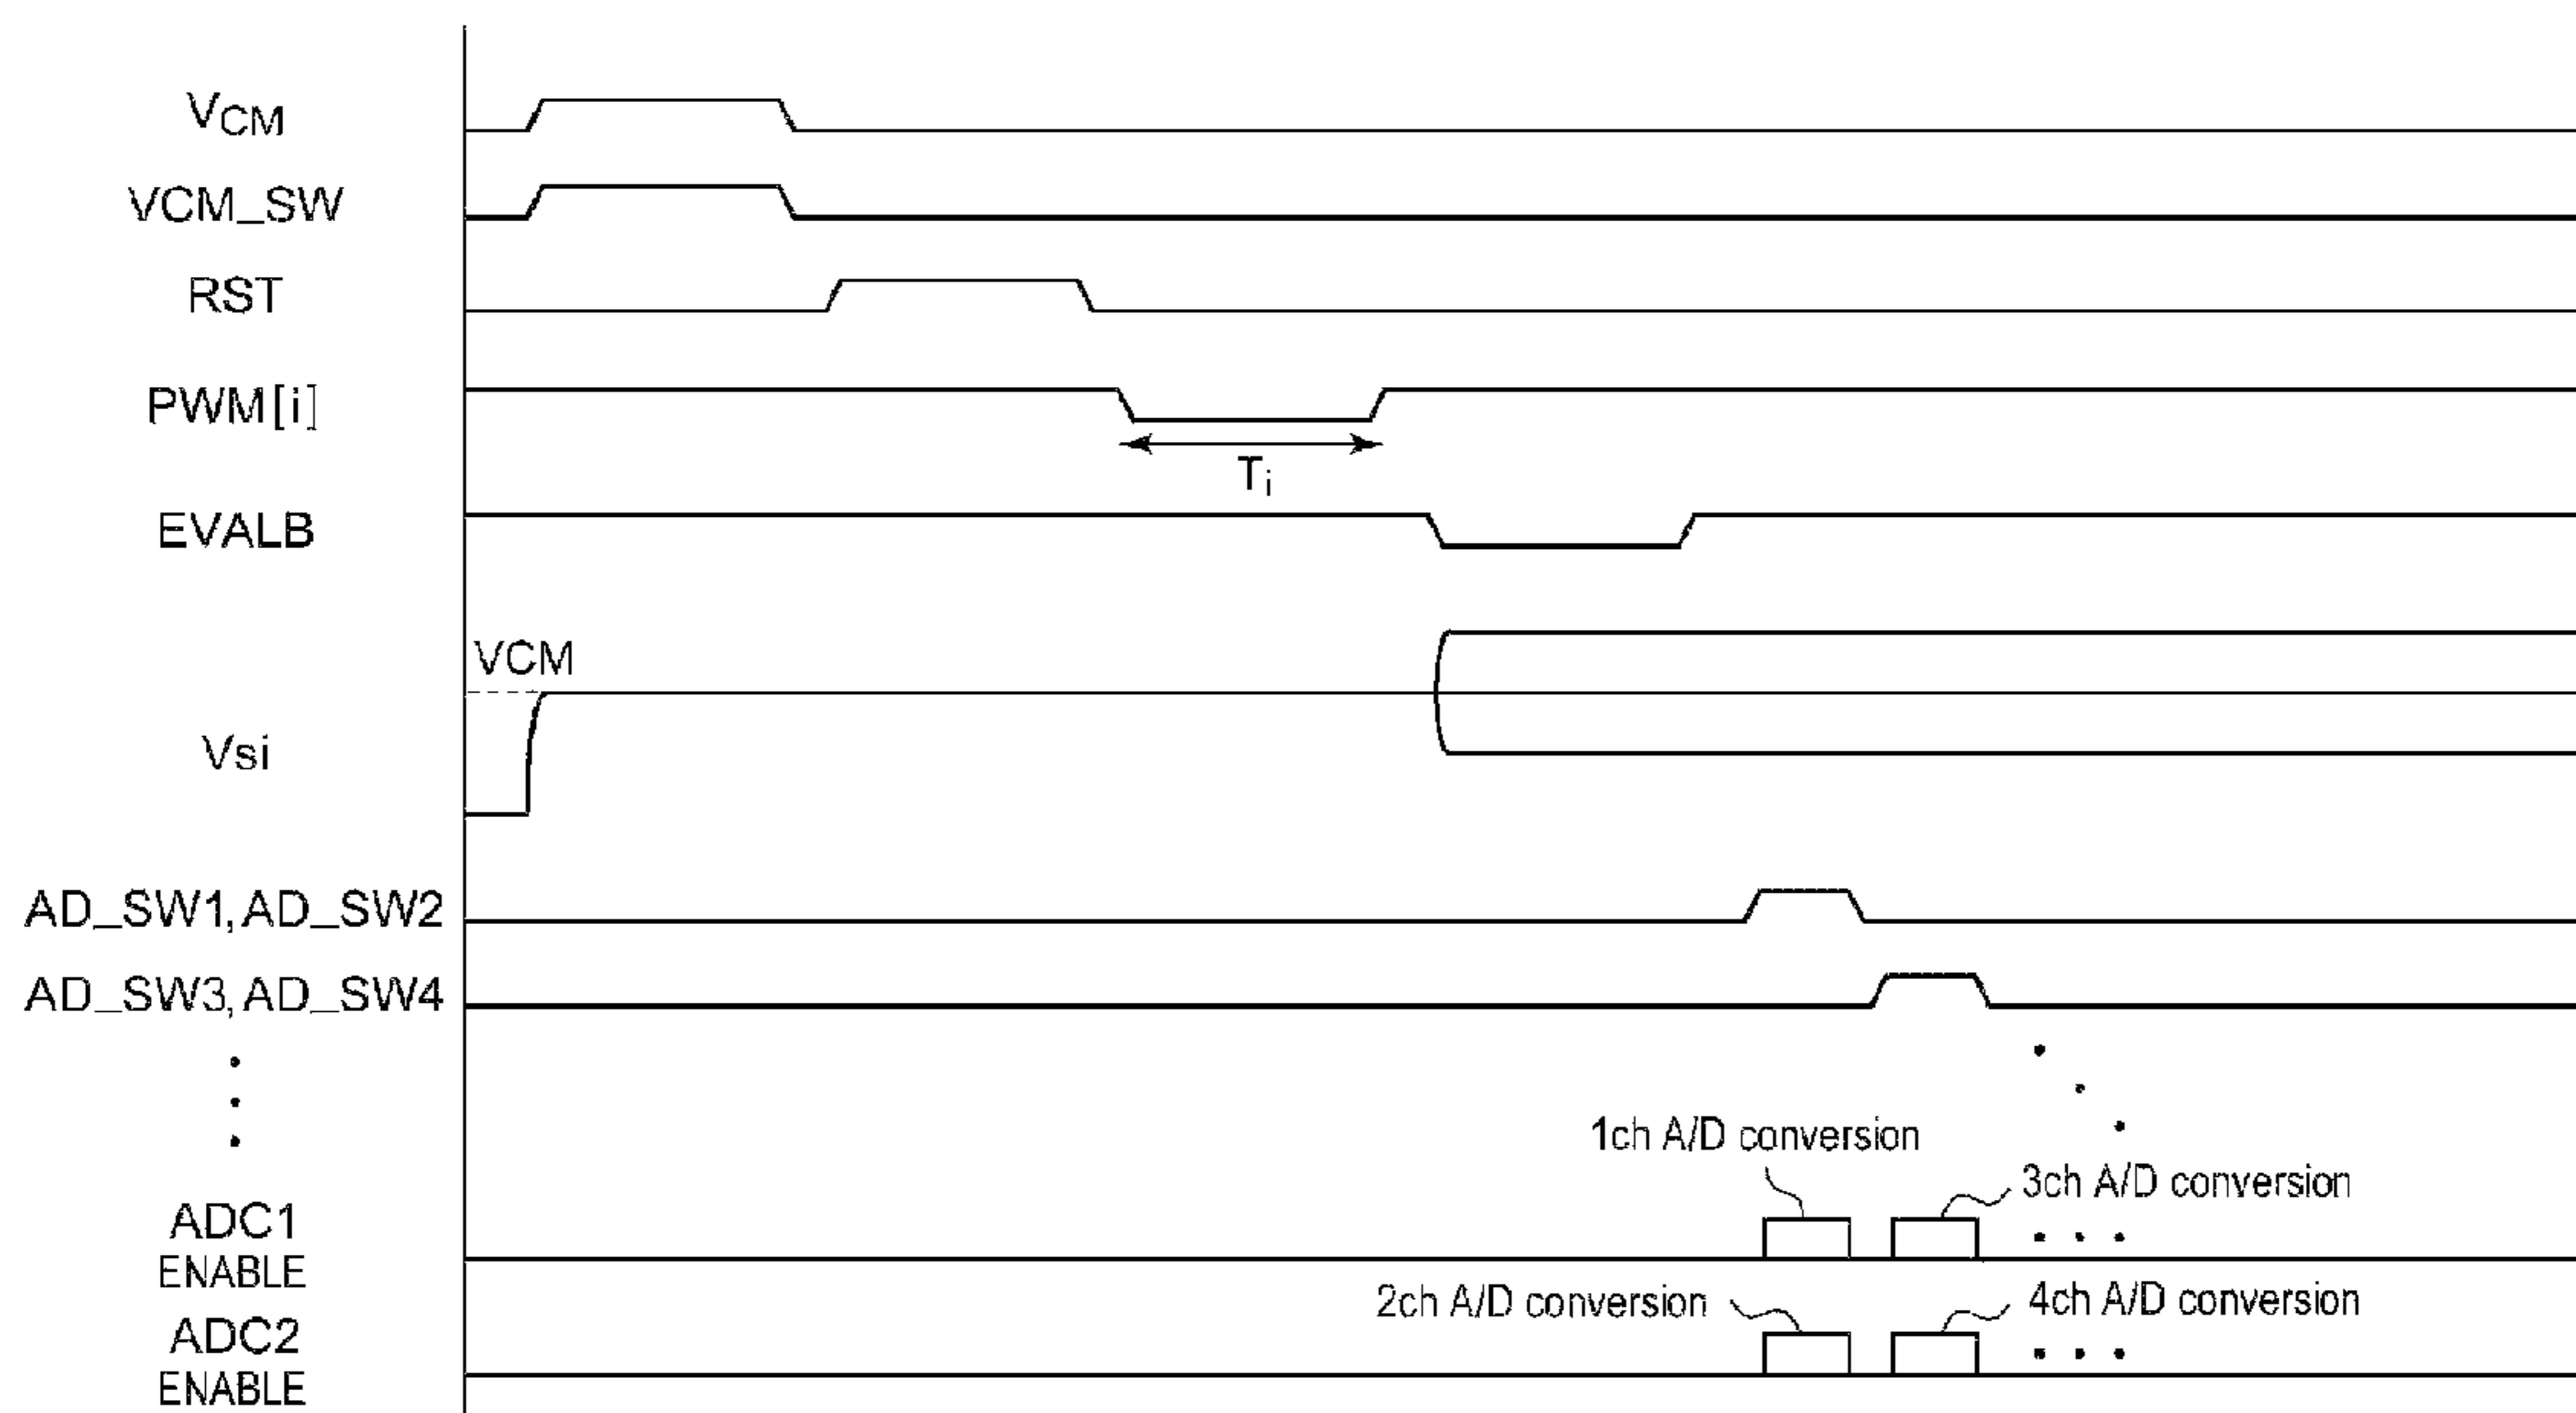 VCM
VCM_SW
RST
PWM[i]
Ti
EVALB
VCM
Vsi
AD_SW1, AD_SW2
AD_SW3, AD_SW4
1ch A/D conversion
3ch A/D conversion
ADC1
ENABLE
2ch A/D conversion
4ch A/D conversion
ADC2
ENABLE